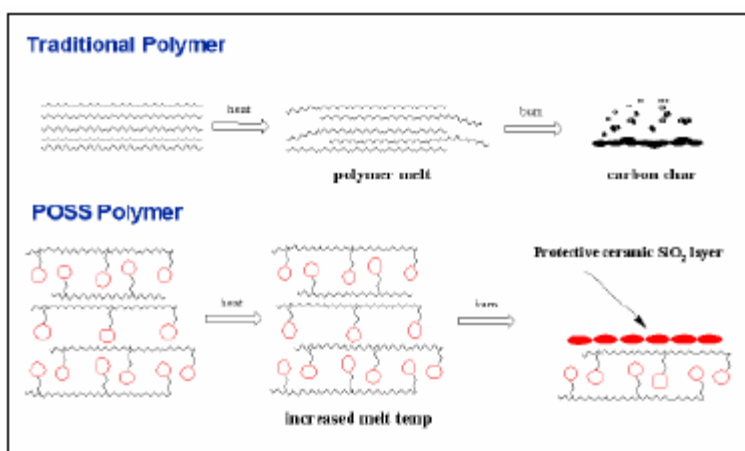 Traditional Polymer
heat
burn
polymer melt
carbon char
POSS Polymer
Protective ceramic SiO₂ layer
heat
burn
increased melt temp